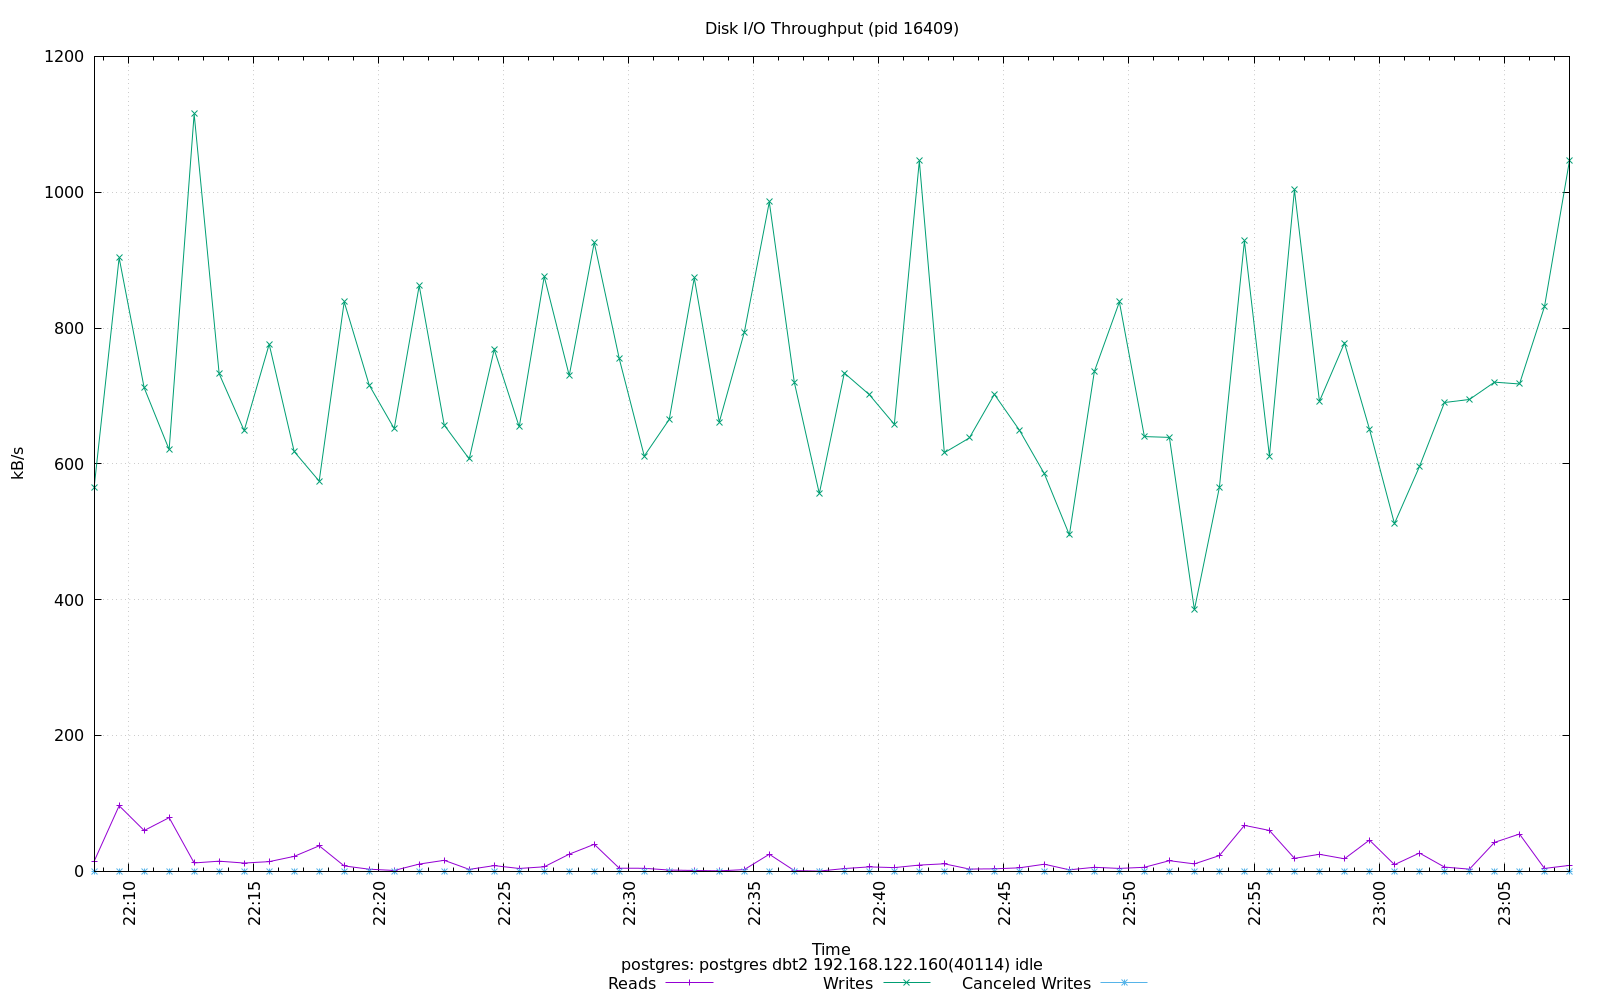 Disk I/O Throughput (pid 16409)
1200
1000
800
600
400
200
0
kB/s
22:10 22:15 22:20 22:25 22:30 22:35 22:40 22:45 22:50 22:55 23:00 23:05
Time
postgres: postgres dbt2 192.168.122.160(40114) idle
Reads Writes Canceled Writes